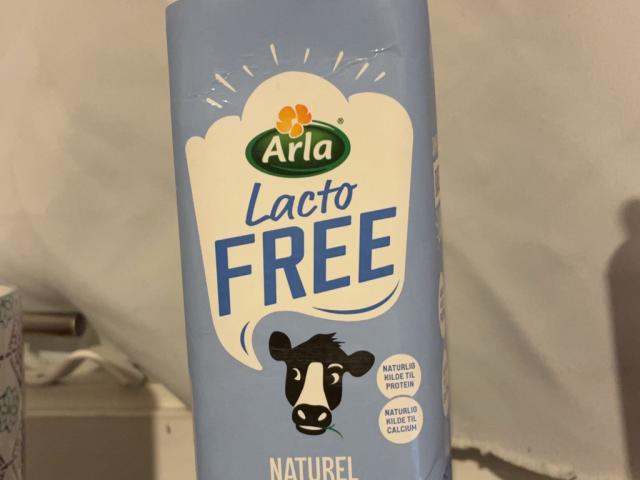 Arla®
Lacto
FREE
NATURLIG
KILDE TIL
PROTEIN
NATURLIG
KILDE TIL
CALCIUM
NATUREL